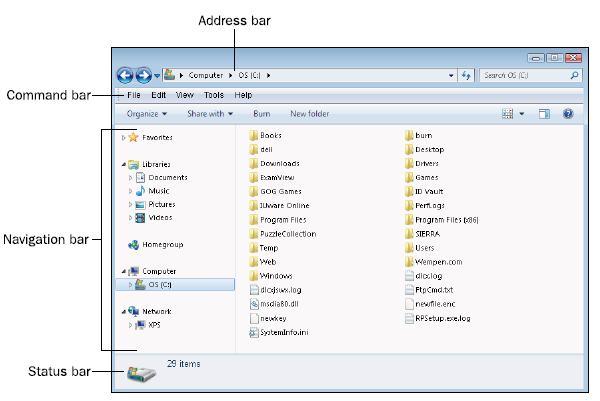 Address bar
Computer OS (C:)
Search OS (C:)
Command bar
File Edit View Tools Help
Organize Share with Burn New folder
Favorites
Libraries
Documents
Music
Pictures
Videos
Homegroup
Computer
OS (C:)
Network
XPS
Navigation bar
Books
dell
Downloads
ExamView
GOG Games
IUware Online
Program Files
PuzzleCollection
Temp
Web
Windows
dlcxjswx.log
msdia80.dll
newkey
SystemInfo.ini
burn
Desktop
Drivers
Games
ID Vault
PerfLogs
Program Files (x86)
SIERRA
Users
Wempen.com
dlcx.log
FtpCmd.txt
newfile.enc
RPSetup.exe.log
Status bar
29 items